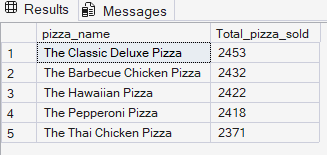 Results Messages
pizza_name Total_pizza_sold
1 The Classic Deluxe Pizza 2453
2 The Barbecue Chicken Pizza 2432
3 The Hawaiian Pizza 2422
4 The Pepperoni Pizza 2418
5 The Thai Chicken Pizza 2371